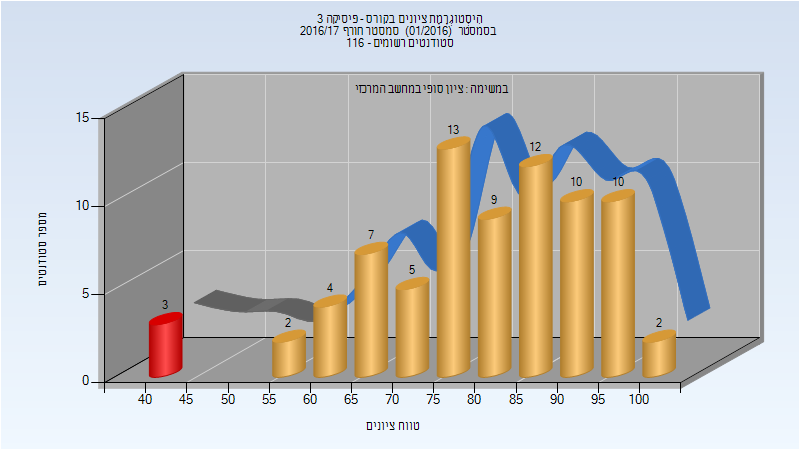 היסטוגרמת ציונים בקורס - פיסיקה 3
בסמסטר (01/2016) סמסטר חורף 2016/17
סטודנטים רשומים - 116
במשימה : ציון סופי במחשב המרכזי
מספר סטודנטים
15
10
5
0
3
2
4
7
5
13
9
12
10
10
2
40 45 50 55 60 65 70 75 80 85 90 95 100
טווח ציונים